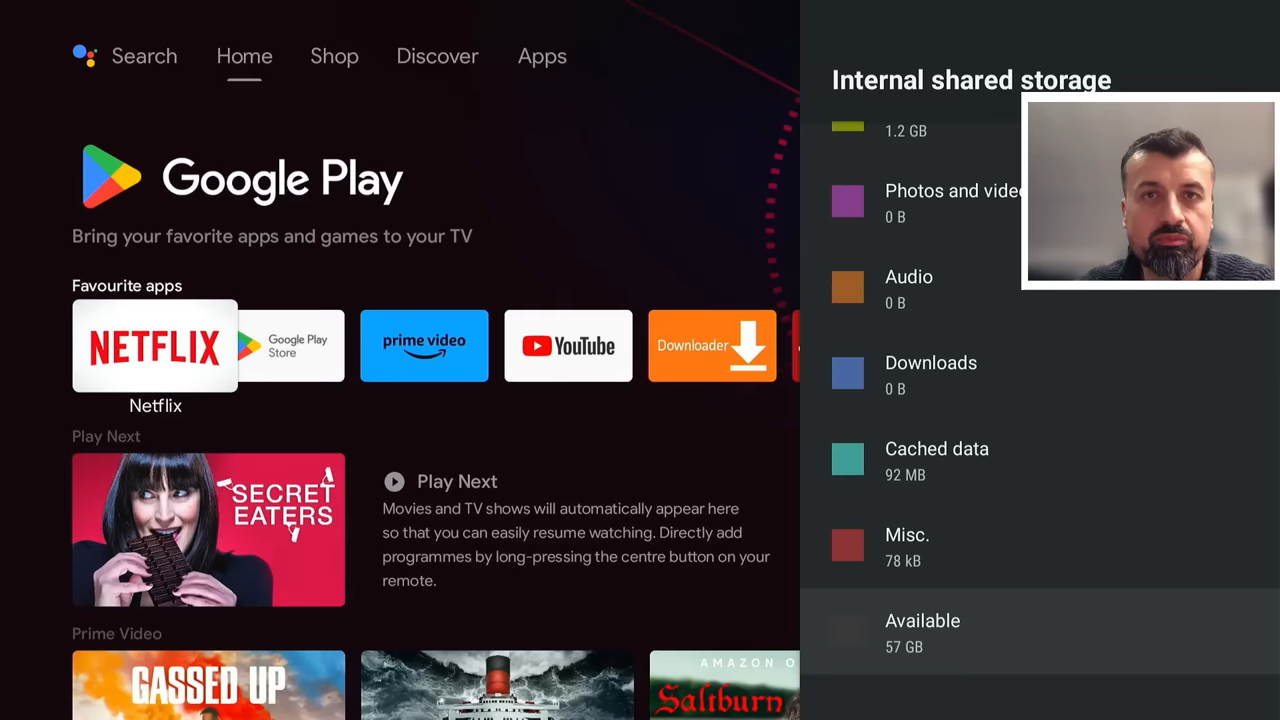 Search Home Shop Discover Apps
Google Play
Bring your favorite apps and games to your TV
Favourite apps
NETFLIX
Google Play
Store
prime video
YouTube
Downloader
Netflix
Play Next
SECRET
EATERS
Play Next
Movies and TV shows will automatically appear here
so that you can easily resume watching. Directly add
programmes by long-pressing the centre button on your
remote.
Prime Video
GASSED UP
AMAZON O
Saltburn
Internal shared storage
1.2 GB
Photos and video
0 B
Audio
0 B
Downloads
0 B
Cached data
92 MB
Misc.
78 kB
Available
57 GB